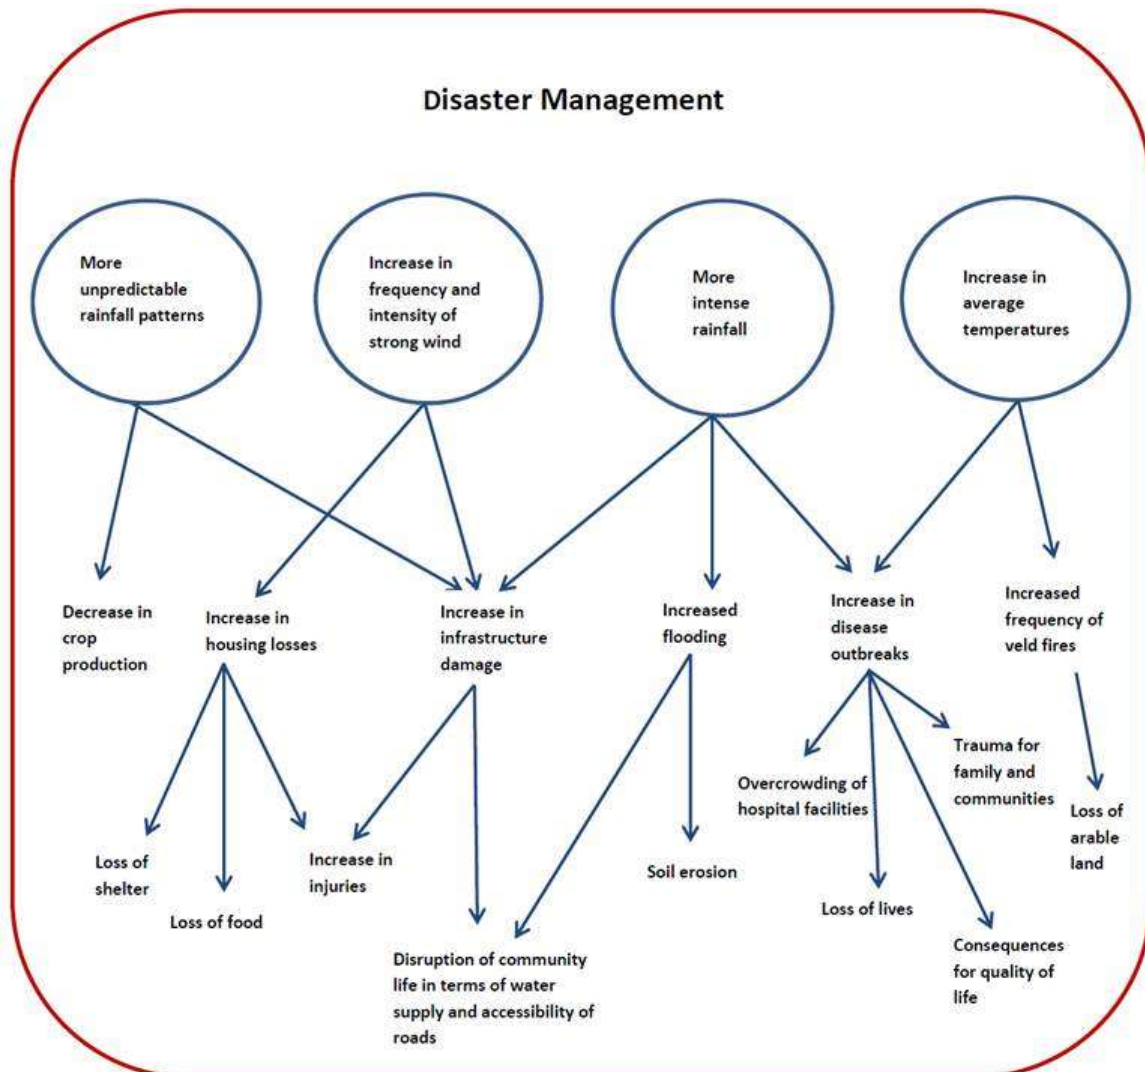 Disaster Management
More
unpredictable
rainfall patterns
Increase in
frequency and
intensity of
strong wind
More
intense
rainfall
Increase in
average
temperatures
Decrease in
crop
production
Increase in
housing losses
Increase in
infrastructure
damage
Increased
flooding
Increase in
disease
outbreaks
Increased
frequency of
veld fires
Loss of
shelter
Loss of food
Increase in
injuries
Disruption of community
life in terms of water
supply and accessibility of
roads
Soil erosion
Overcrowding of
hospital facilities
Loss of lives
Trauma for
family and
communities
Consequences
for quality of
life
Loss of
arable
land